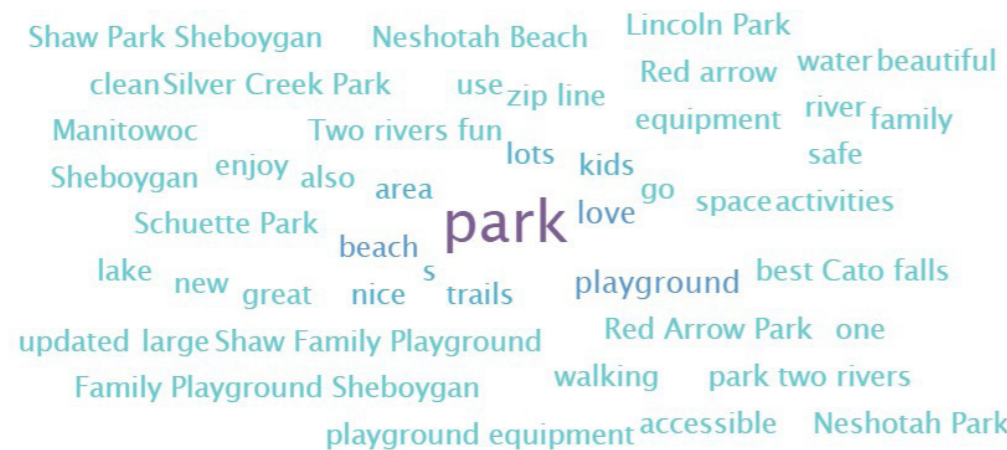 Shaw Park Sheboygan Neshotah Beach Lincoln Park
clean Silver Creek Park use zip line Red arrow water beautiful
Manitowoc Two rivers fun equipment river family
Sheboygan enjoy also area lots kids go safe
Schuette Park park love space activities
beach
lake new great nice s trails playground best Cato falls
updated large Shaw Family Playground Red Arrow Park one
Family Playground Sheboygan walking park two rivers
playground equipment accessible Neshotah Park